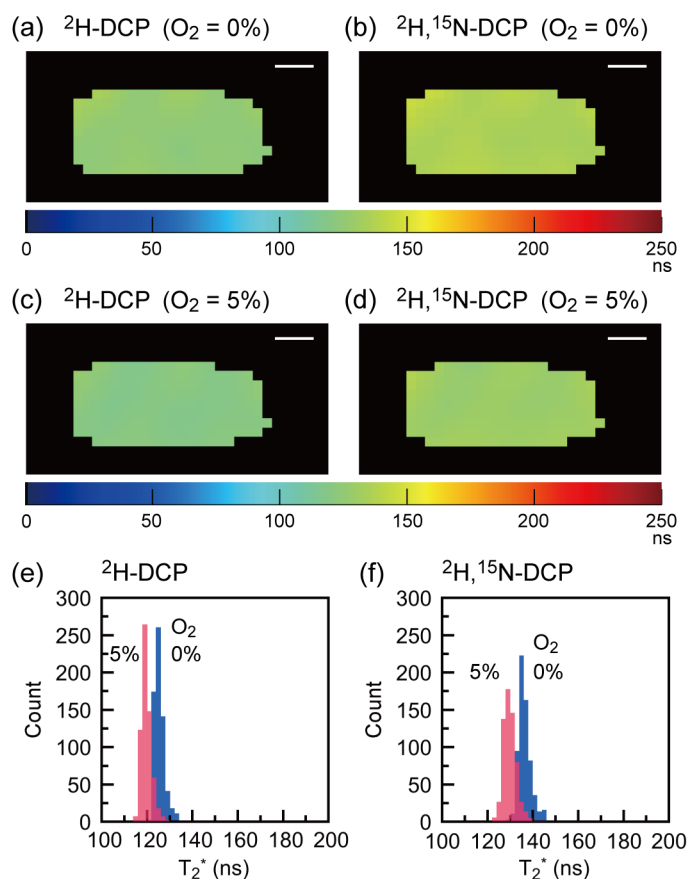 (a) ²H-DCP (O₂ = 0%) (b) ²H,¹⁵N-DCP (O₂ = 0%)
0 50 100 150 200 250
ns
(c) ²H-DCP (O₂ = 5%) (d) ²H,¹⁵N-DCP (O₂ = 5%)
0 50 100 150 200 250
ns
(e) ²H-DCP (f) ²H,¹⁵N-DCP
300
250
200
150
100
50
0
Count
O₂
5% 0%
100 120 140 160 180 200
T₂* (ns)
300
250
200
150
100
50
0
Count
O₂
5% 0%
100 120 140 160 180 200
T₂* (ns)